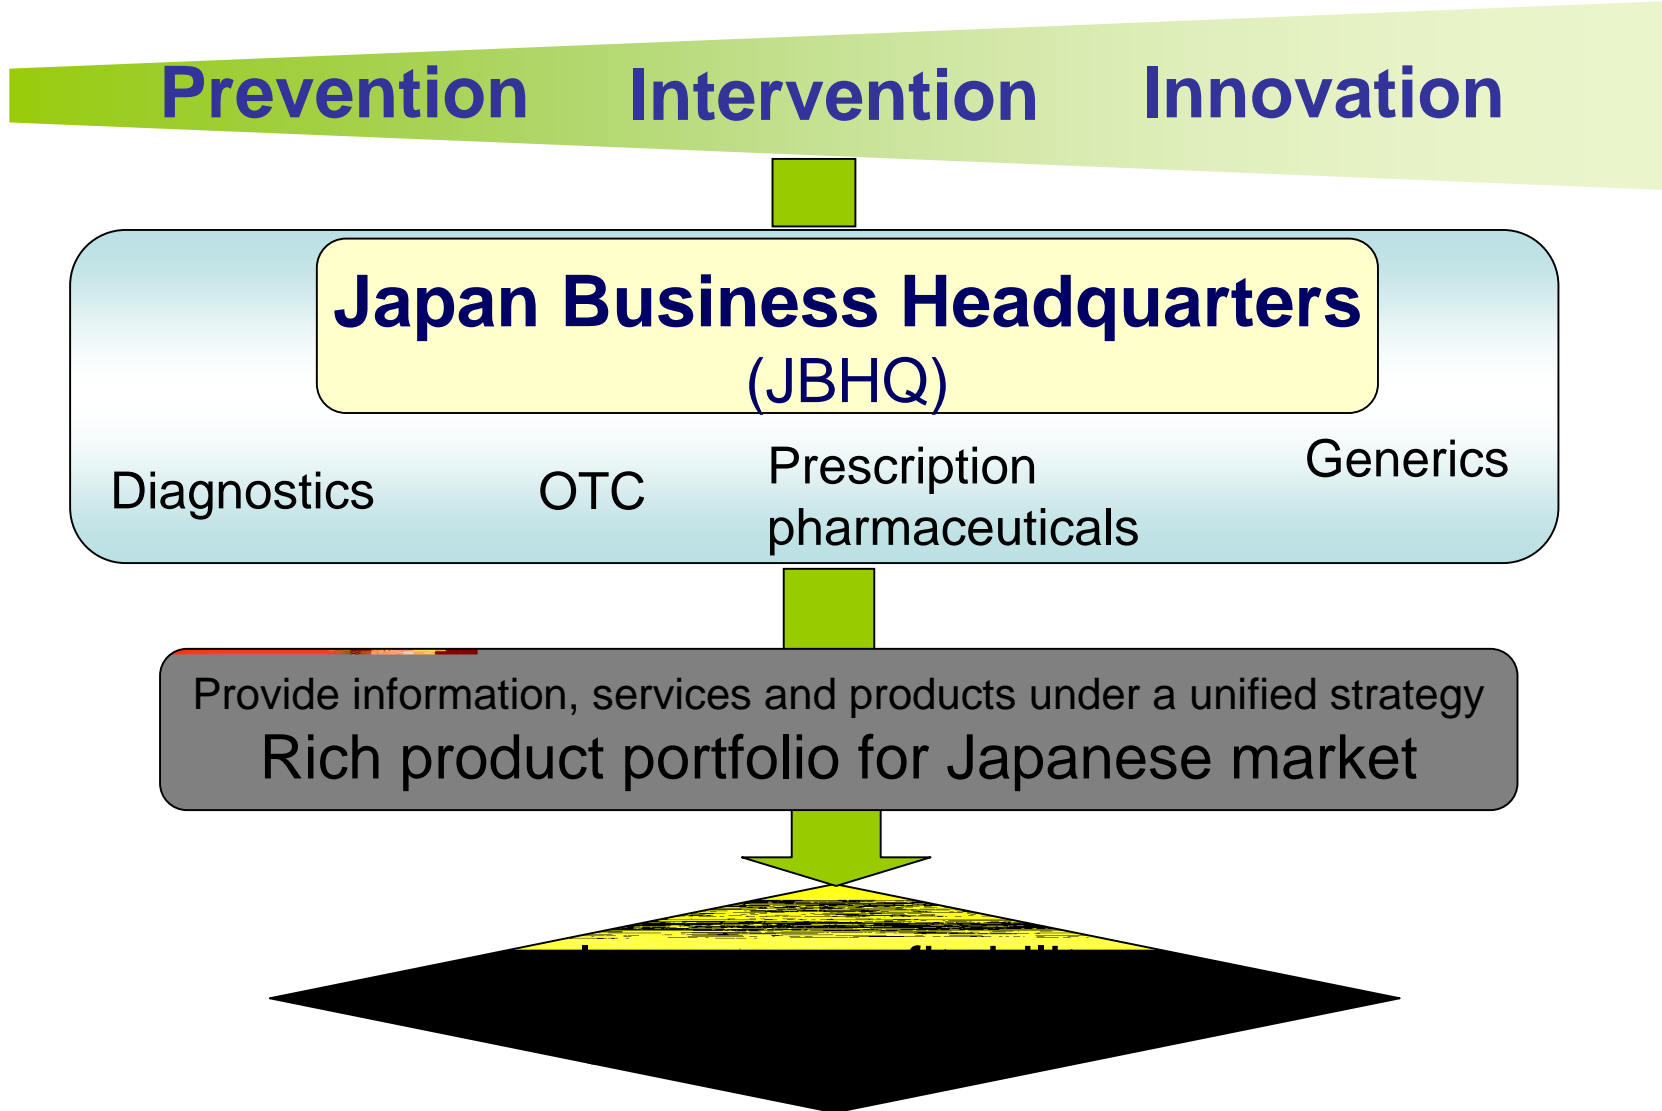 Prevention Intervention Innovation
Japan Business Headquarters
(JBHQ)
Diagnostics OTC Prescription pharmaceuticals Generics
Provide information, services and products under a unified strategy
Rich product portfolio for Japanese market